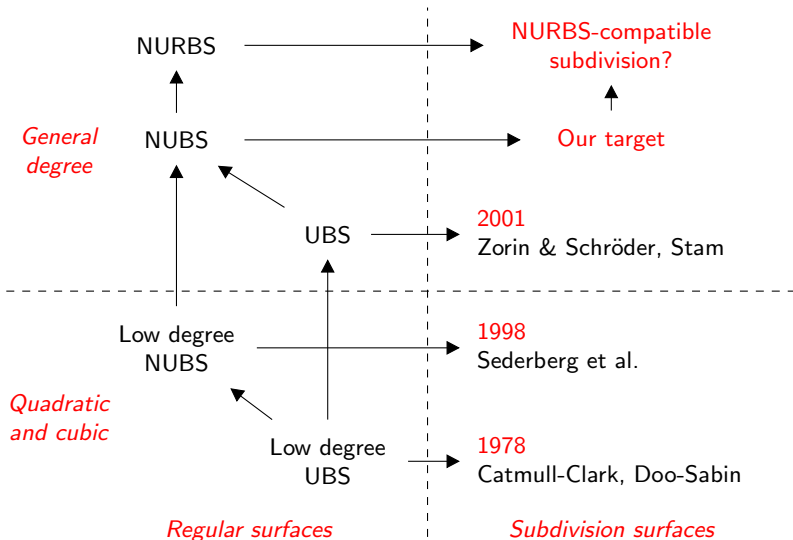 NURBS
NURBS-compatible
subdivision?
General
degree
NUBS
Our target
UBS
2001
Zorin & Schröder, Stam
Low degree
NUBS
1998
Sederberg et al.
Quadratic
and cubic
Low degree
UBS
1978
Catmull-Clark, Doo-Sabin
Regular surfaces
Subdivision surfaces